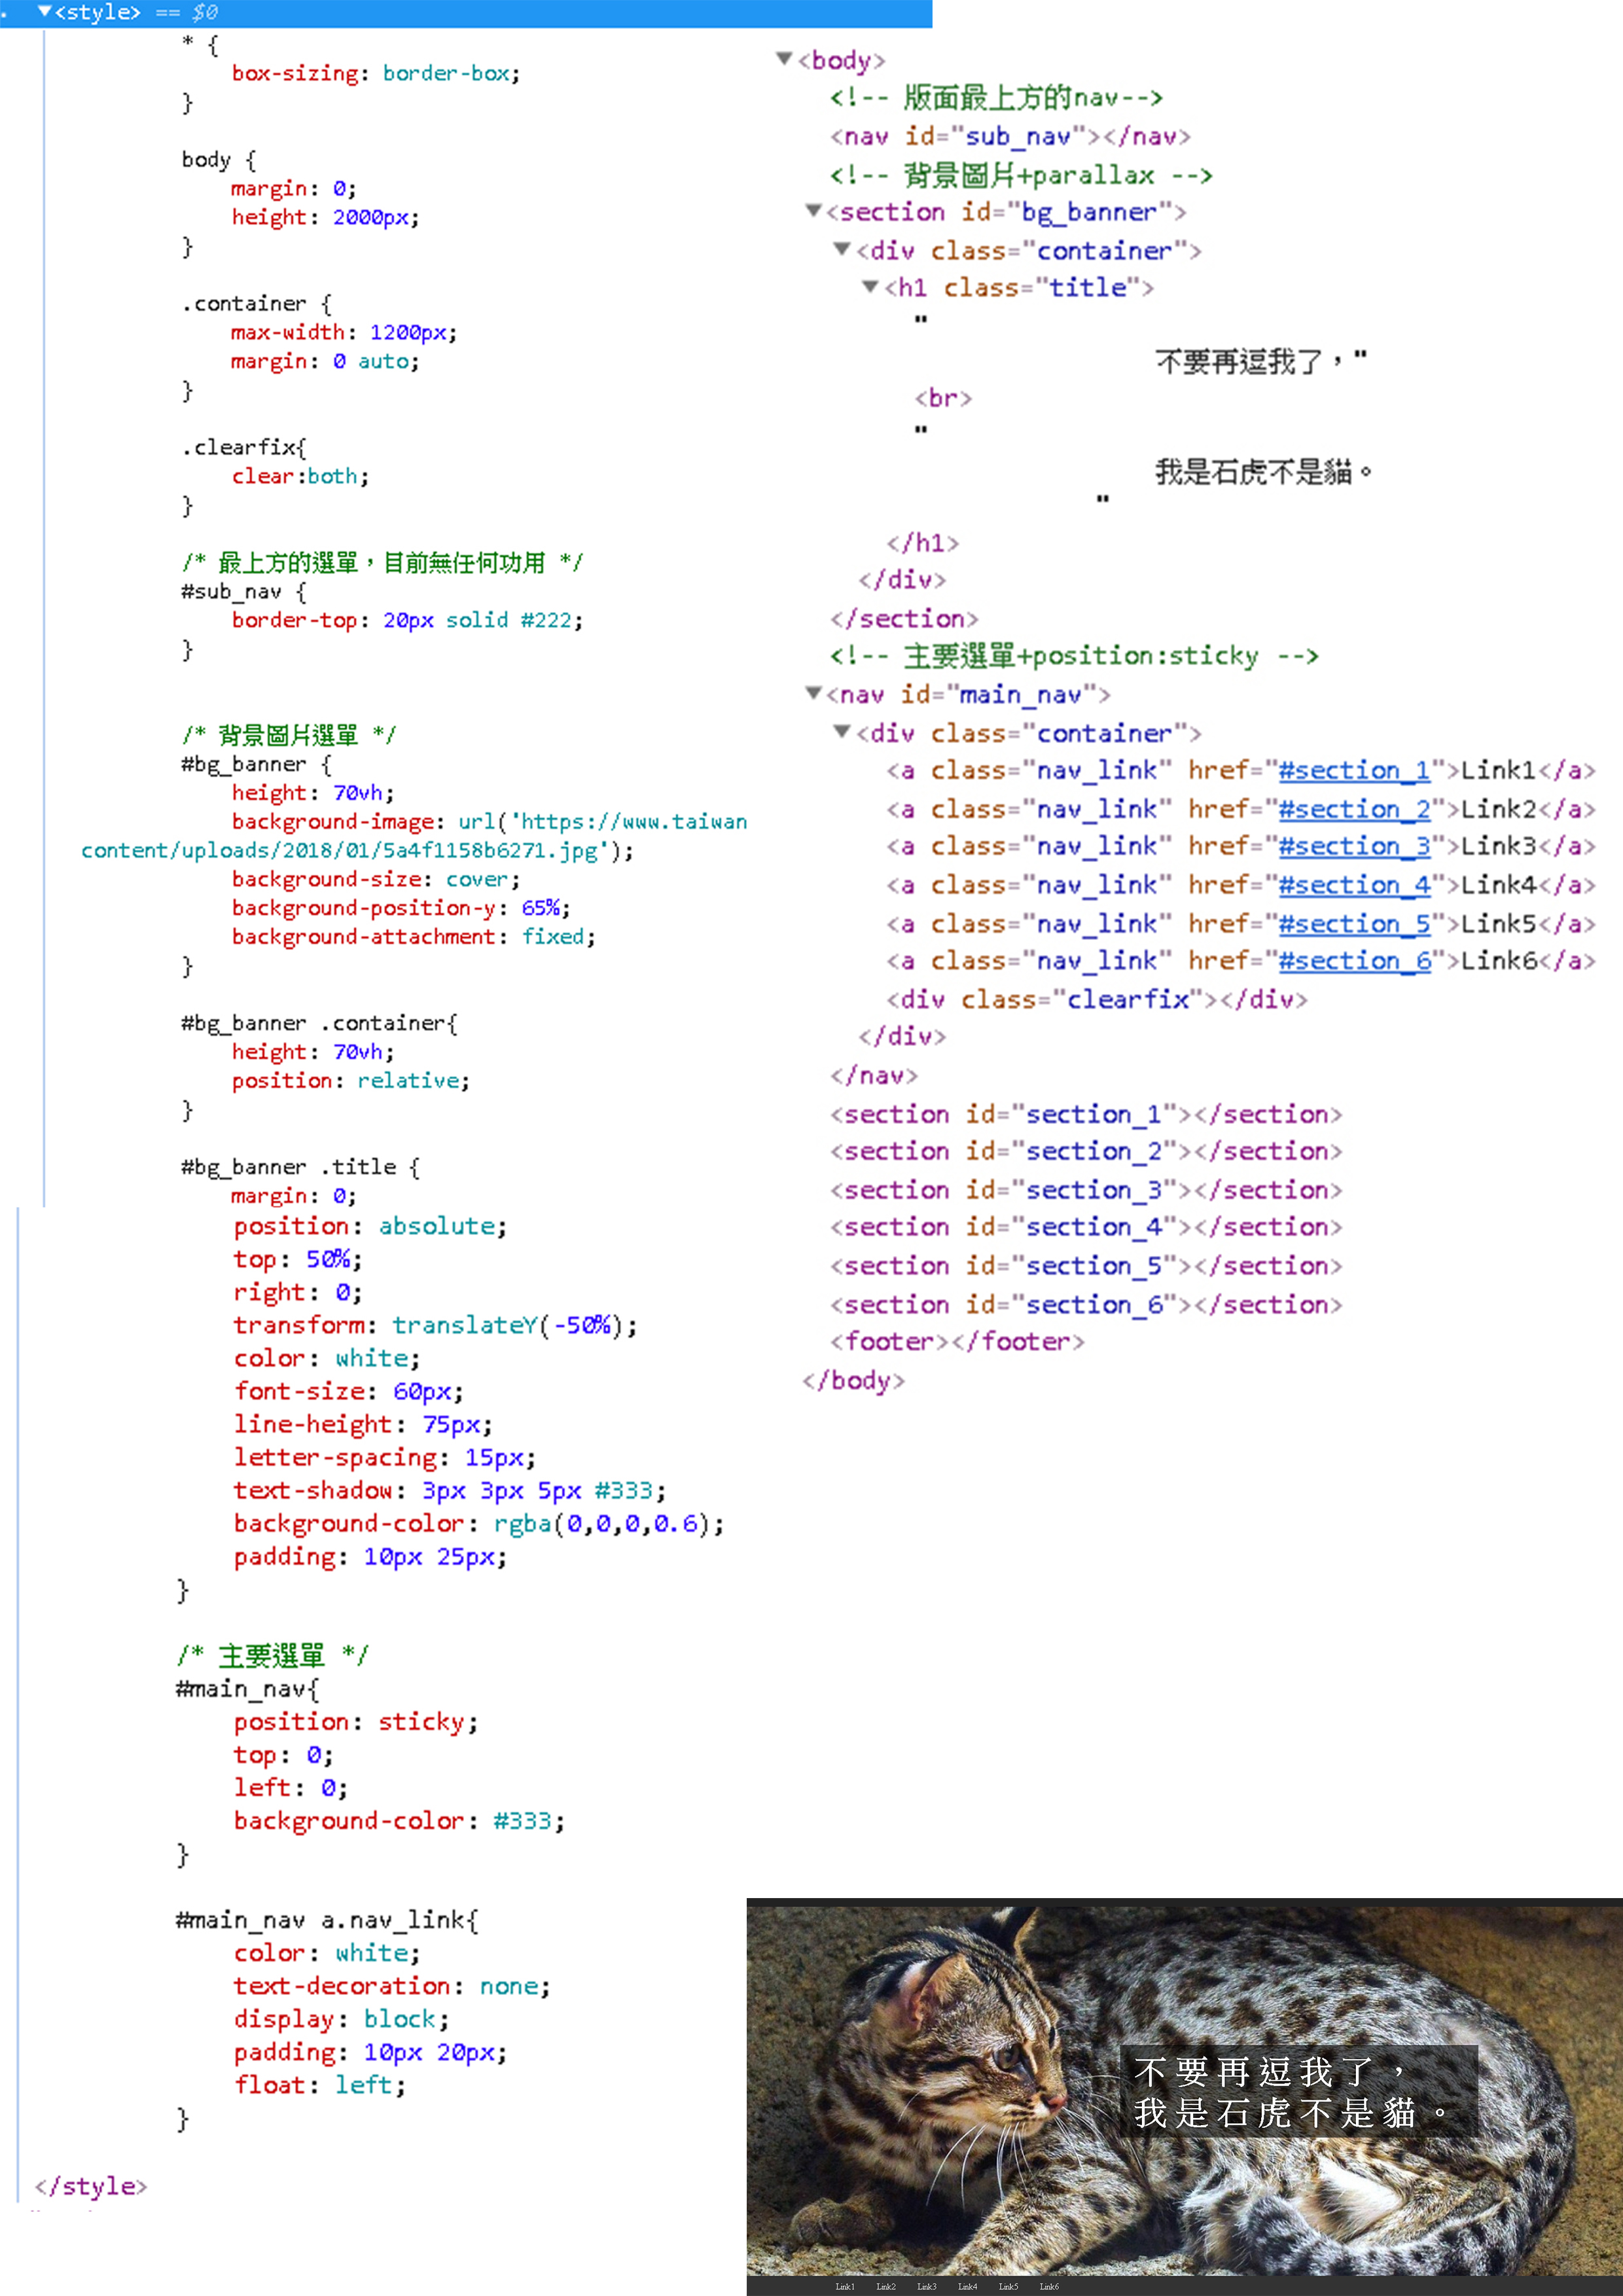 <style> == $0
* {
box-sizing: border-box;
}
body {
margin: 0;
height: 2000px;
}
.container {
max-width: 1200px;
margin: 0 auto;
}
.clearfix{
clear:both;
}
/* 最上方的選單，目前無任何功用 */
#sub_nav {
border-top: 20px solid #222;
}
/* 背景圖片選單 */
#bg_banner {
height: 70vh;
background-image: url('https://www.taiwan
content/uploads/2018/01/5a4f1158b6271.jpg');
background-size: cover;
background-position-y: 65%;
background-attachment: fixed;
}
#bg_banner .container{
height: 70vh;
position: relative;
}
#bg_banner .title {
margin: 0;
position: absolute;
top: 50%;
right: 0;
transform: translateY(-50%);
color: white;
font-size: 60px;
line-height: 75px;
letter-spacing: 15px;
text-shadow: 3px 3px 5px #333;
background-color: rgba(0,0,0,0.6);
padding: 10px 25px;
}
/* 主要選單 */
#main_nav{
position: sticky;
top: 0;
left: 0;
background-color: #333;
}
#main_nav a.nav_link{
color: white;
text-decoration: none;
display: block;
padding: 10px 20px;
float: left;
}
</style>
<body>
<!-- 版面最上方的nav-->
<nav id="sub_nav"></nav>
<!-- 背景圖片+parallax -->
<section id="bg_banner">
<div class="container">
<h1 class="title">
"
不要再逗我了，"
<br>
"
我是石虎不是貓。
"
</h1>
</div>
</section>
<!-- 主要選單+position:sticky -->
<nav id="main_nav">
<div class="container">
<a class="nav_link" href="#section_1">Link1</a>
<a class="nav_link" href="#section_2">Link2</a>
<a class="nav_link" href="#section_3">Link3</a>
<a class="nav_link" href="#section_4">Link4</a>
<a class="nav_link" href="#section_5">Link5</a>
<a class="nav_link" href="#section_6">Link6</a>
<div class="clearfix"></div>
</div>
</nav>
<section id="section_1"></section>
<section id="section_2"></section>
<section id="section_3"></section>
<section id="section_4"></section>
<section id="section_5"></section>
<section id="section_6"></section>
<footer></footer>
</body>
不要再逗我了，
我是石虎不是貓。
Link1 Link2 Link3 Link4 Link5 Link6